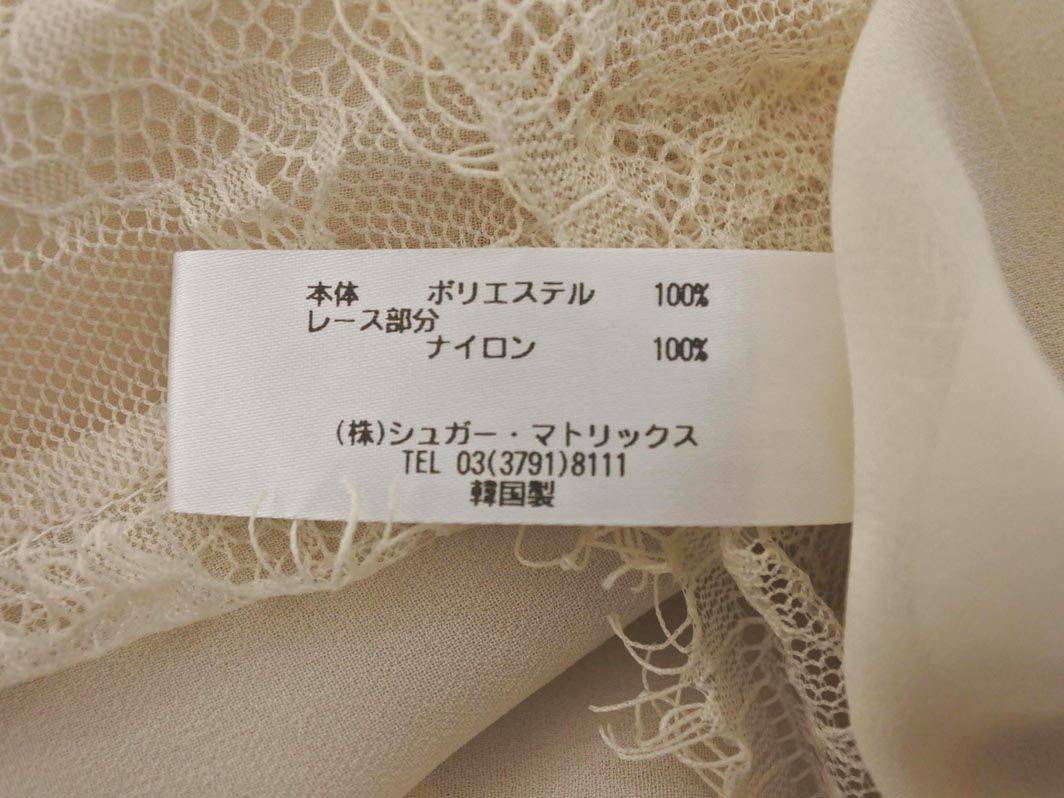 本体 ポリエステル 100%
レース部分
ナイロン 100%
(株)シュガー・マトリックス
TEL 03(3791)8111
韓国製